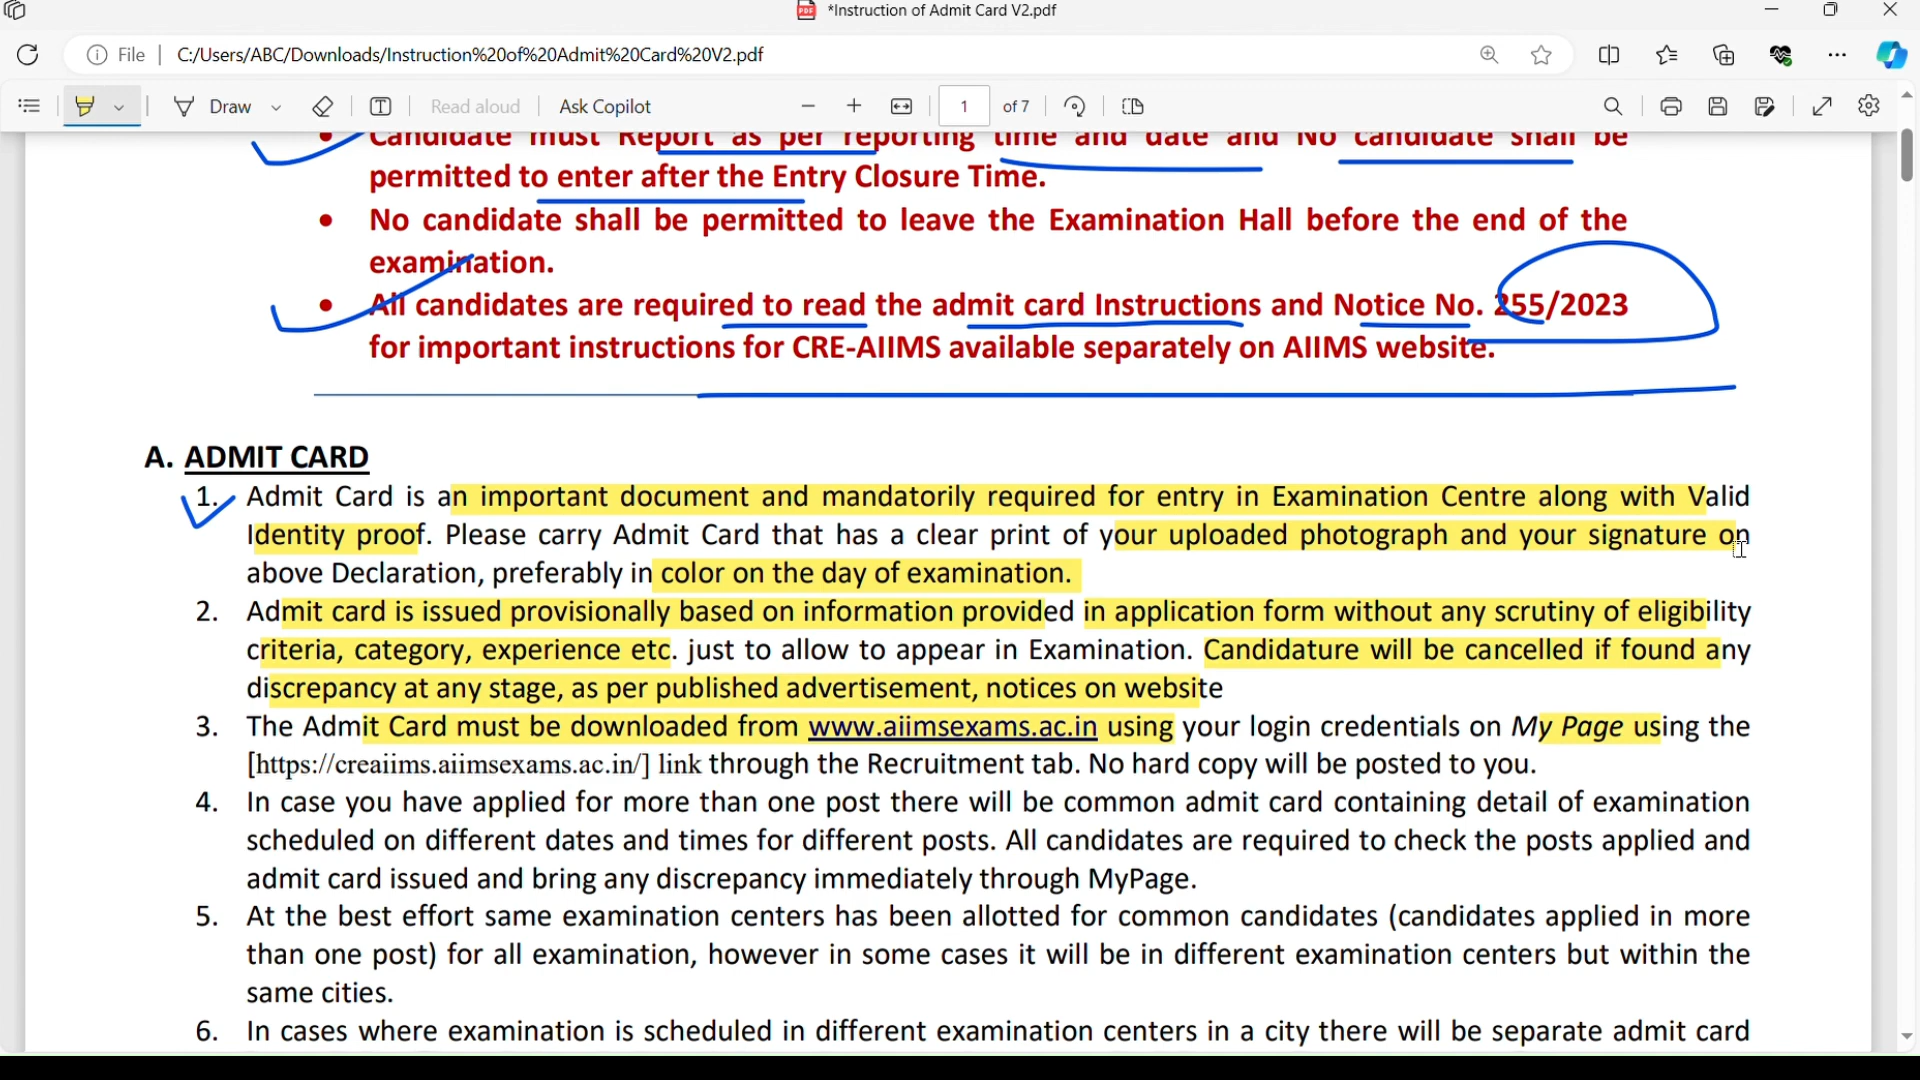 *Instruction of Admit Card V2.pdf
File
C:/Users/ABC/Downloads/Instruction%20of%20Admit%20Card%20V2.pdf
Draw
Read aloud
Ask Copilot
1 of 7
• Candidate must Report as per reporting time and date and No candidate shall be
permitted to enter after the Entry Closure Time.
• No candidate shall be permitted to leave the Examination Hall before the end of the
examination.
• All candidates are required to read the admit card Instructions and Notice No. 255/2023
for important instructions for CRE-AIIMS available separately on AIIMS website.
A. ADMIT CARD
1. Admit Card is an important document and mandatorily required for entry in Examination Centre along with Valid
Identity proof. Please carry Admit Card that has a clear print of your uploaded photograph and your signature on
above Declaration, preferably in color on the day of examination.
2. Admit card is issued provisionally based on information provided in application form without any scrutiny of eligibility
criteria, category, experience etc. just to allow to appear in Examination. Candidature will be cancelled if found any
discrepancy at any stage, as per published advertisement, notices on website
3. The Admit Card must be downloaded from www.aiimsexams.ac.in using your login credentials on My Page using the
[https://creaiims.aiimsexams.ac.in/] link through the Recruitment tab. No hard copy will be posted to you.
4. In case you have applied for more than one post there will be common admit card containing detail of examination
scheduled on different dates and times for different posts. All candidates are required to check the posts applied and
admit card issued and bring any discrepancy immediately through MyPage.
5. At the best effort same examination centers has been allotted for common candidates (candidates applied in more
than one post) for all examination, however in some cases it will be in different examination centers but within the
same cities.
6. In cases where examination is scheduled in different examination centers in a city there will be separate admit card